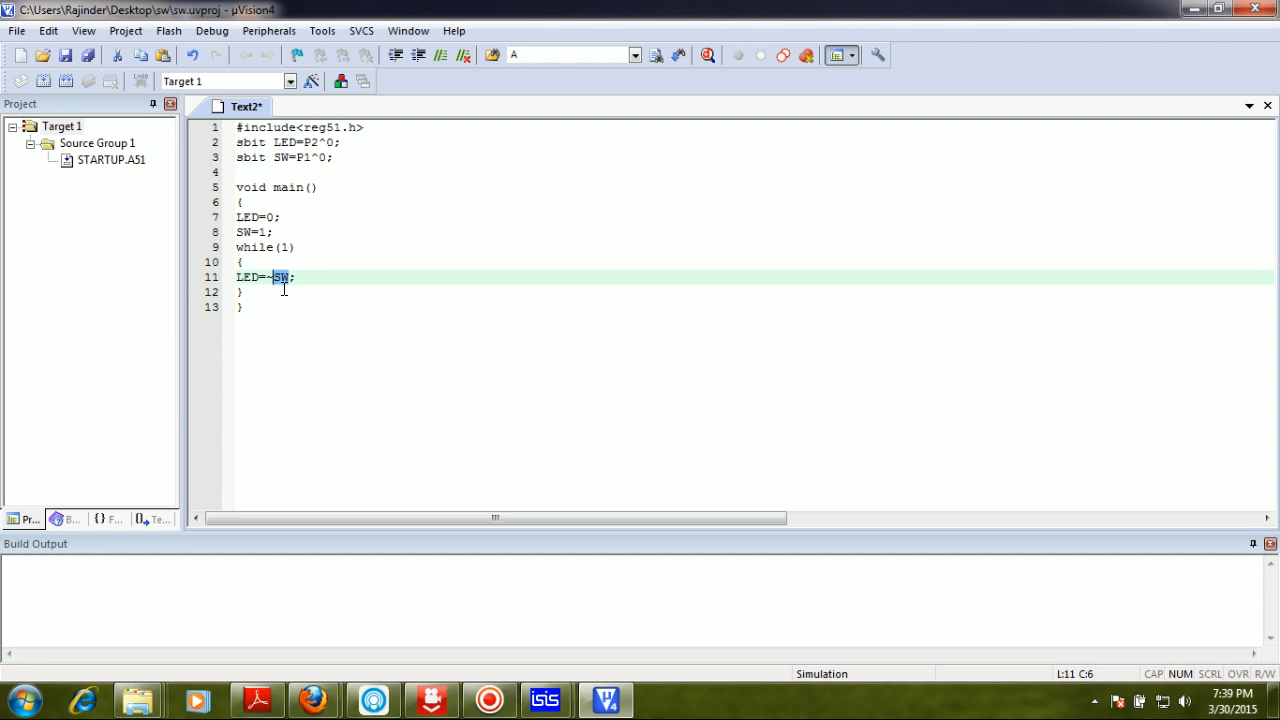 C:\Users\Rajinder\Desktop\sw\sw.uvproj - µVision4
File Edit View Project Flash Debug Peripherals Tools SVCS Window Help
A
LOAD Target 1
Project
Text2*
Target 1
Source Group 1
STARTUP.A51
1 #include<reg51.h>
2 sbit LED=P2^0;
3 sbit SW=P1^0;
4
5 void main()
6 {
7 LED=0;
8 SW=1;
9 while(1)
10 {
11 LED=~SW;
12 }
13 }
Pr... B... {} F... Te...
Build Output
Simulation L:11 C:6 CAP NUM SCRL OVR R/W
isis
7:39 PM
3/30/2015